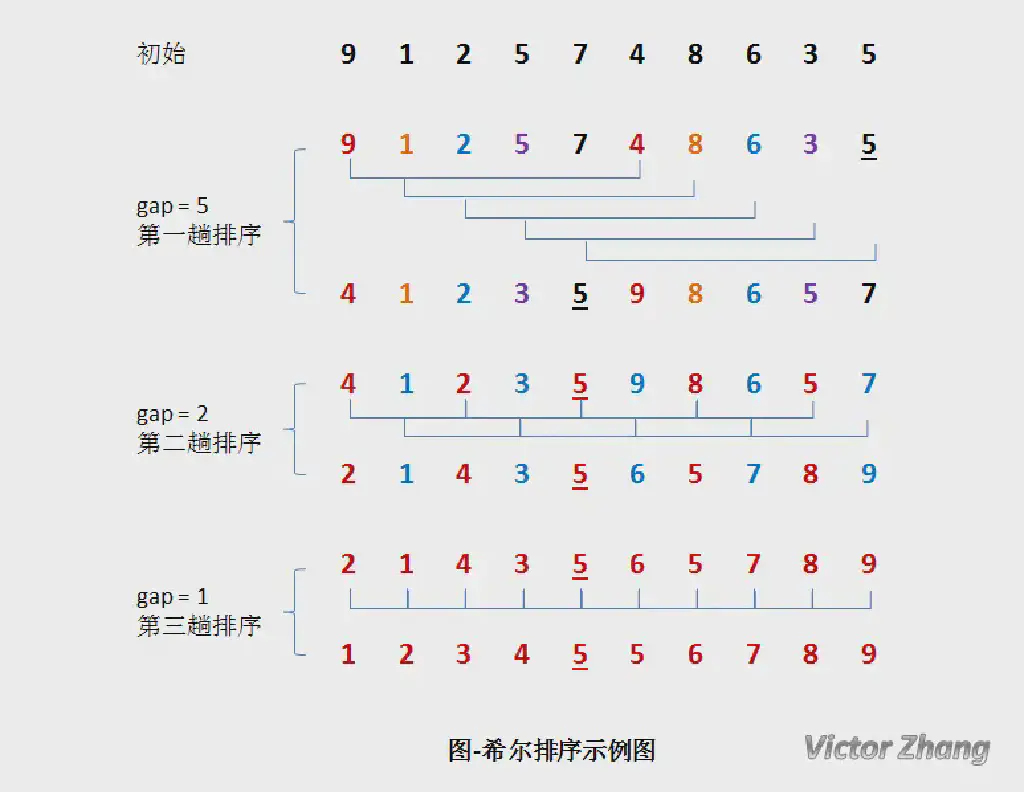 初始 9 1 2 5 7 4 8 6 3 5
9 1 2 5 7 4 8 6 3 5
gap = 5
第一趟排序
4 1 2 3 5 9 8 6 5 7
4 1 2 3 5 9 8 6 5 7
gap = 2
第二趟排序
2 1 4 3 5 6 5 7 8 9
2 1 4 3 5 6 5 7 8 9
gap = 1
第三趟排序
1 2 3 4 5 5 6 7 8 9
图-希尔排序示例图
Victor Zhang